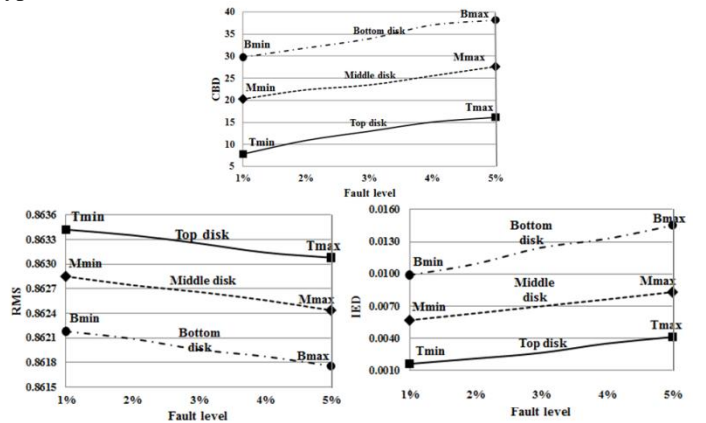 40
35
30
25
20
15
10
5
CBD
Bmin
Bottom disk
Bmax
Mmin
Middle disk
Mmax
Tmin
Top disk
Tmax
1% 2% 3% 4% 5%
Fault level
0.8636
0.8633
0.8630
0.8627
0.8624
0.8621
0.8618
0.8615
RMS
Tmin
Top disk
Tmax
Mmin
Middle disk
Mmax
Bmin
Bottom
disk
Bmax
1% 2% 3% 4% 5%
Fault level
0.0160
0.0130
0.0100
0.0070
0.0040
0.0010
IED
Bmin
Bottom
disk
Bmax
Mmin
Middle
disk
Mmax
Tmin
Top disk
Tmax
1% 2% 3% 4% 5%
Fault level